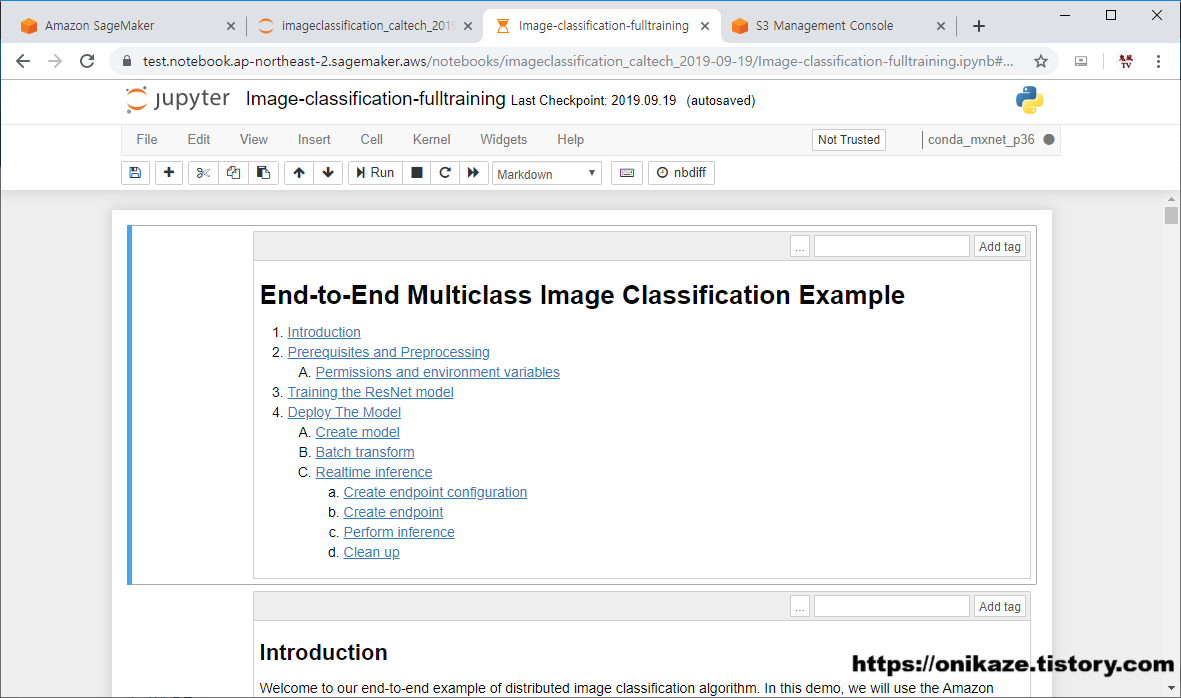 Amazon SageMaker
imageclassification_caltech_2019
Image-classification-fulltraining
S3 Management Console
test.notebook.ap-northeast-2.sagemaker.aws/notebooks/imageclassification_caltech_2019-09-19/Image-classification-fulltraining.ipynb#...
TV
jupyter Image-classification-fulltraining Last Checkpoint: 2019.09.19 (autosaved)
File Edit View Insert Cell Kernel Widgets Help Not Trusted conda_mxnet_p36
Run Markdown nbdiff
... Add tag
End-to-End Multiclass Image Classification Example
1. Introduction
2. Prerequisites and Preprocessing
A. Permissions and environment variables
3. Training the ResNet model
4. Deploy The Model
A. Create model
B. Batch transform
C. Realtime inference
a. Create endpoint configuration
b. Create endpoint
c. Perform inference
d. Clean up
... Add tag
Introduction
https://onikaze.tistory.com
Welcome to our end-to-end example of distributed image classification algorithm. In this demo, we will use the Amazon